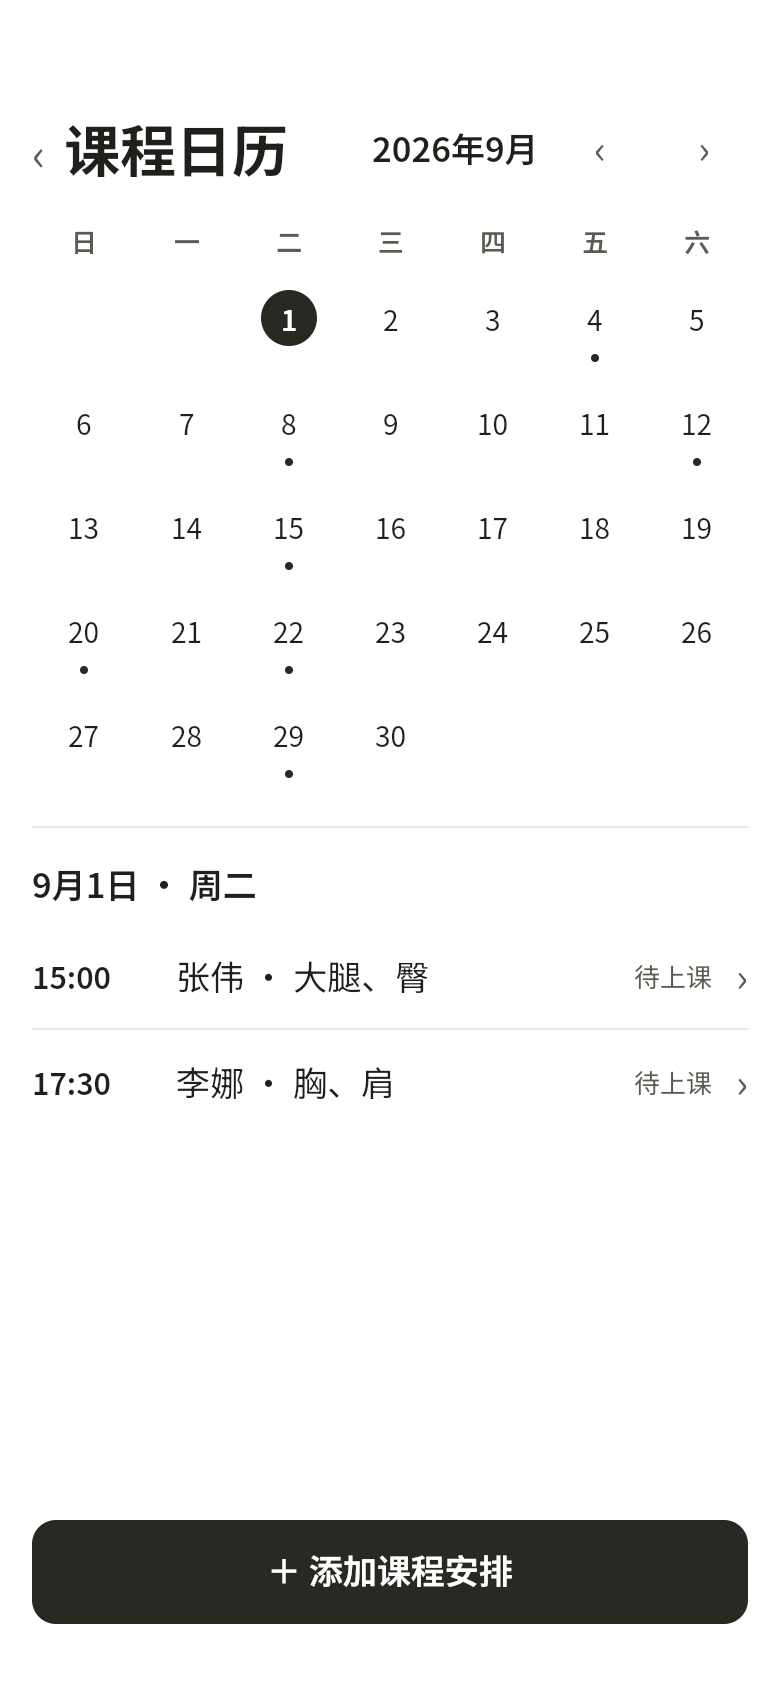 ‹ 课程日历 2026年9月 ‹ ›
日 一 二 三 四 五 六
1 2 3 4 5
6 7 8 9 10 11 12
13 14 15 16 17 18 19
20 21 22 23 24 25 26
27 28 29 30
9月1日 · 周二
15:00 张伟 · 大腿、臀 待上课 ›
17:30 李娜 · 胸、肩 待上课 ›
＋ 添加课程安排